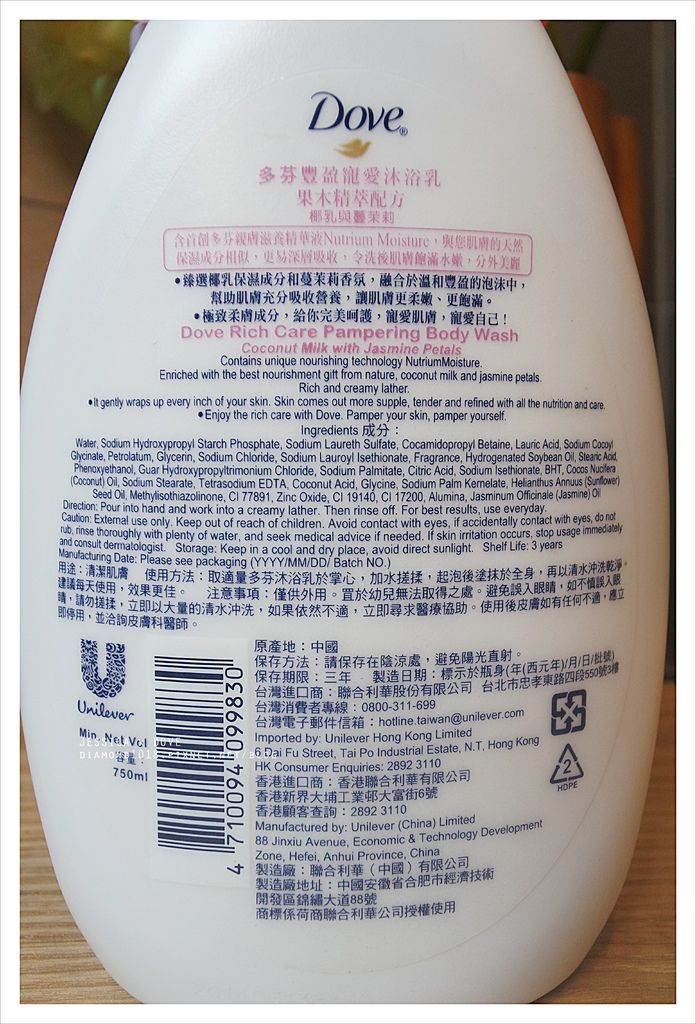 Dove®
多芬豐盈寵愛沐浴乳
果木精萃配方
椰乳與蔓茉莉
含首創多芬親膚滋養精華液Nutrium Moisture，與您肌膚的天然
保濕成分相似，更易深層吸收，令洗後肌膚飽滿水嫩，分外美麗
•臻選椰乳保濕成分和蔓茉莉香氛，融合於溫和豐盈的泡沫中，
幫助肌膚充分吸收營養，讓肌膚更柔嫩、更飽滿。
•極致柔膚成分，給你完美呵護，寵愛肌膚，寵愛自己！
Dove Rich Care Pampering Body Wash
Coconut Milk with Jasmine Petals
Contains unique nourishing technology NutriumMoisture.
Enriched with the best nourishment gift from nature, coconut milk and jasmine petals.
Rich and creamy lather.
•It gently wraps up every inch of your skin. Skin comes out more supple, tender and refined with all the nutrition and care.
•Enjoy the rich care with Dove. Pamper your skin, pamper yourself.
Ingredients 成分：
Water, Sodium Hydroxypropyl Starch Phosphate, Sodium Laureth Sulfate, Cocamidopropyl Betaine, Lauric Acid, Sodium Cocoyl
Glycinate, Petrolatum, Glycerin, Sodium Chloride, Sodium Lauroyl Isethionate, Fragrance, Hydrogenated Soybean Oil, Stearic Acid,
Phenoxyethanol, Guar Hydroxypropyltrimonium Chloride, Sodium Palmitate, Citric Acid, Sodium Isethionate, BHT, Cocos Nucifera
(Coconut) Oil, Sodium Stearate, Tetrasodium EDTA, Coconut Acid, Glycine, Sodium Palm Kernelate, Helianthus Annuus (Sunflower)
Seed Oil, Methylisothiazolinone, CI 77891, Zinc Oxide, CI 19140, CI 17200, Alumina, Jasminum Officinale (Jasmine) Oil
Direction: Pour into hand and work into a creamy lather. Then rinse off. For best results, use everyday.
Caution: External use only. Keep out of reach of children. Avoid contact with eyes, if accidentally contact with eyes, do not
rub, rinse thoroughly with plenty of water, and seek medical advice if needed. If skin irritation occurs, stop usage immediately
and consult dermatologist. Storage: Keep in a cool and dry place, avoid direct sunlight. Shelf Life: 3 years
Manufacturing Date: Please see packaging (YYYY/MM/DD/ Batch NO.)
用途：清潔肌膚 使用方法：取適量多芬沐浴乳於掌心，加水搓揉，起泡後塗抹於全身，再以清水沖洗乾淨。
建議每天使用，效果更佳。 注意事項：僅供外用。置於幼兒無法取得之處。避免誤入眼睛，如不慎誤入眼
睛，請勿搓揉，立即以大量的清水沖洗，如果依然不適，立即尋求醫療協助。使用後皮膚如有任何不適，應立
即停用，並洽詢皮膚科醫師。
Unilever
Min. Net Vol
容量：
750ml
4 710094 099830
原產地：中國
保存方法：請保存在陰涼處，避免陽光直射。
保存期限：三年 製造日期：標示於瓶身(年(西元年)/月/日/批號)
台灣進口商：聯合利華股份有限公司 台北市忠孝東路四段550號3樓
台灣消費者專線：0800-311-699
台灣電子郵件信箱：hotline.taiwan@unilever.com
Imported by: Unilever Hong Kong Limited
6 Dai Fu Street, Tai Po Industrial Estate, N.T, Hong Kong
HK Consumer Enquiries: 2892 3110
香港進口商：香港聯合利華有限公司
香港新界大埔工業邨大富街6號
香港顧客查詢：2892 3110
Manufactured by: Unilever (China) Limited
88 Jinxiu Avenue, Economic & Technology Development
Zone, Hefei, Anhui Province, China
製造廠：聯合利華（中國）有限公司
製造廠地址：中國安徽省合肥市經濟技術
開發區錦繡大道88號
商標係荷商聯合利華公司授權使用
2
HDPE